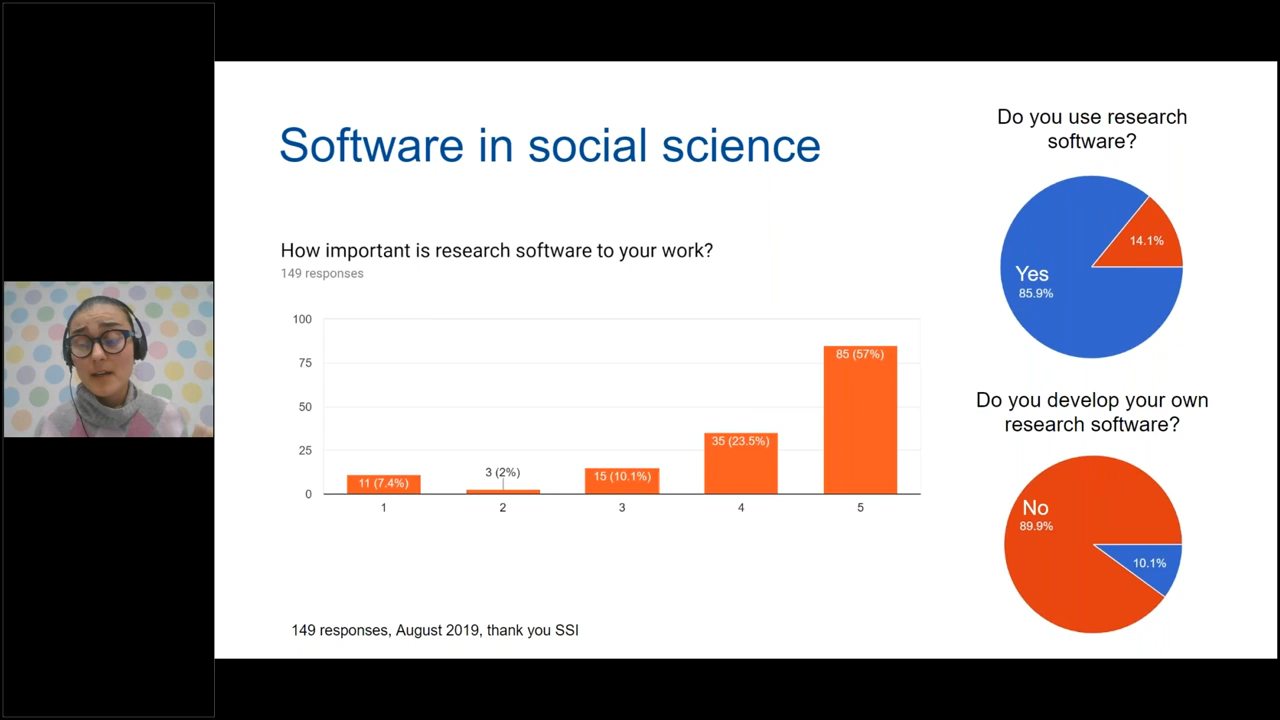 Software in social science
How important is research software to your work?
149 responses
100
75
50
25
0
11 (7.4%)
3 (2%)
15 (10.1%)
35 (23.5%)
85 (57%)
1
2
3
4
5
149 responses, August 2019, thank you SSI
Do you use research
software?
14.1%
Yes
85.9%
Do you develop your own
research software?
No
89.9%
10.1%